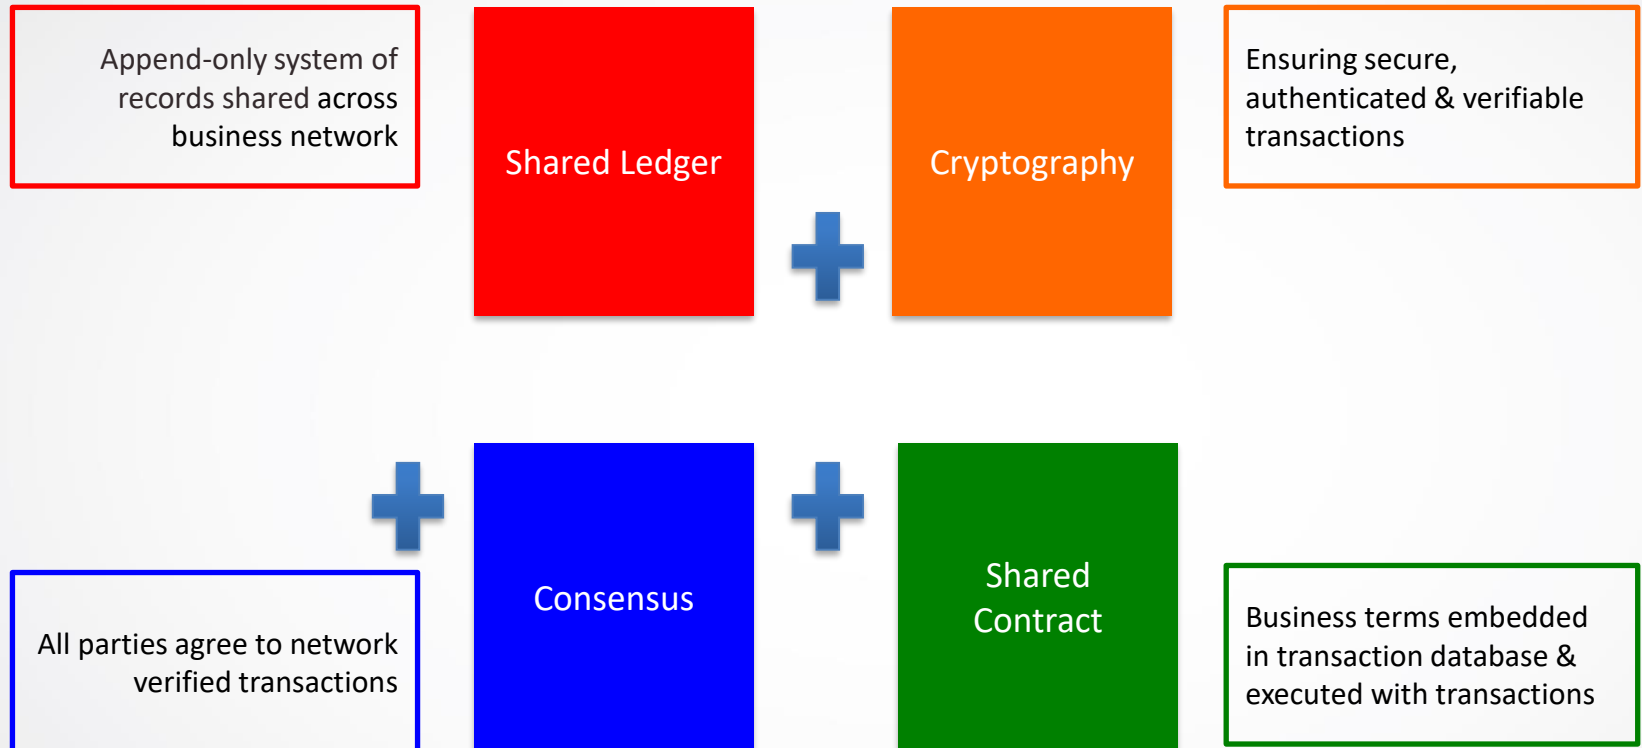 Append-only system of
records shared across
business network
Shared Ledger
Cryptography
Ensuring secure,
authenticated & verifiable
transactions
All parties agree to network
verified transactions
Consensus
Shared
Contract
Business terms embedded
in transaction database &
executed with transactions